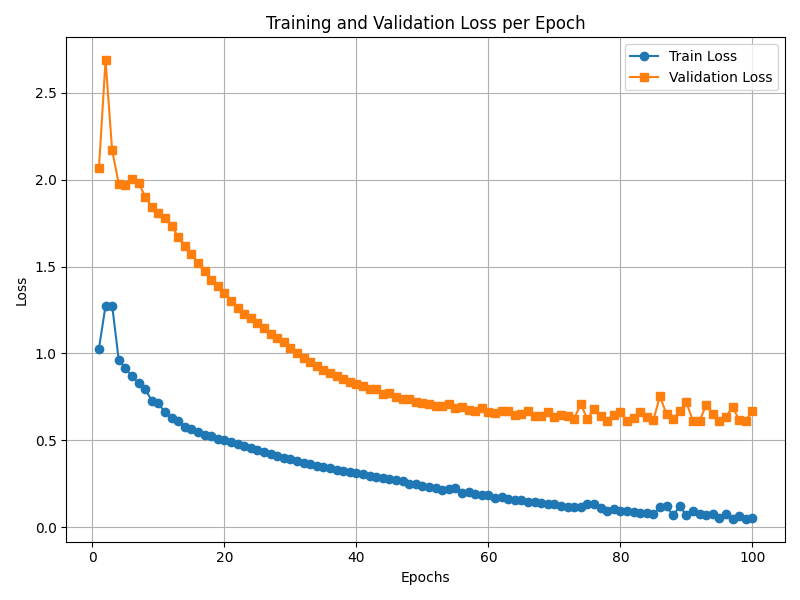 Training and Validation Loss per Epoch
Train Loss
Validation Loss
2.5
2.0
1.5
1.0
0.5
0.0
Loss
0 20 40 60 80 100
Epochs